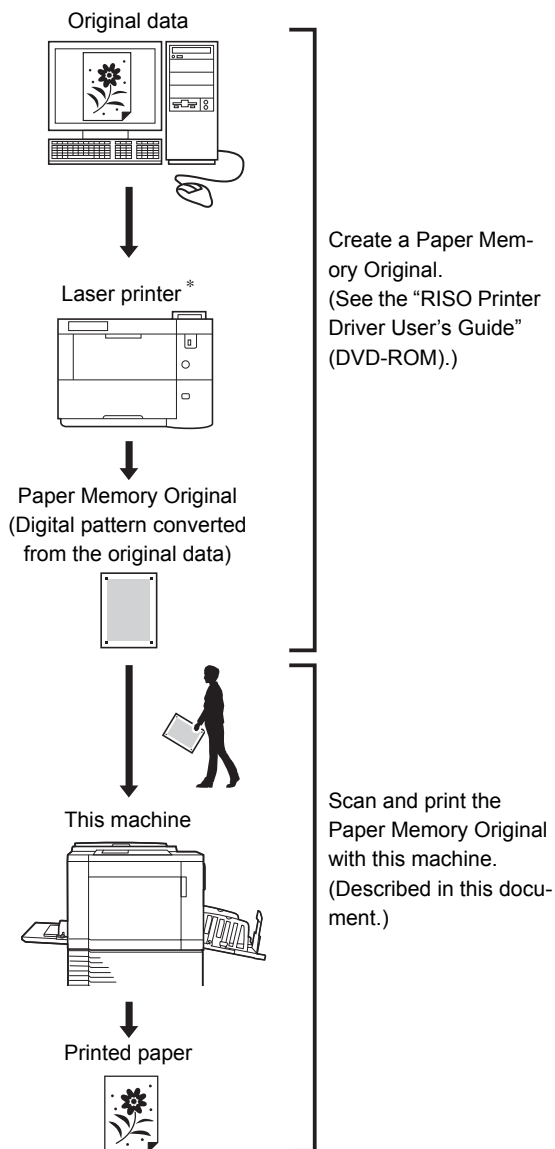 Original data
Laser printer *
Create a Paper Mem-
ory Original.
(See the “RISO Printer
Driver User’s Guide”
(DVD-ROM).)
Paper Memory Original
(Digital pattern converted
from the original data)
This machine
Scan and print the
Paper Memory Original
with this machine.
(Described in this docu-
ment.)
Printed paper